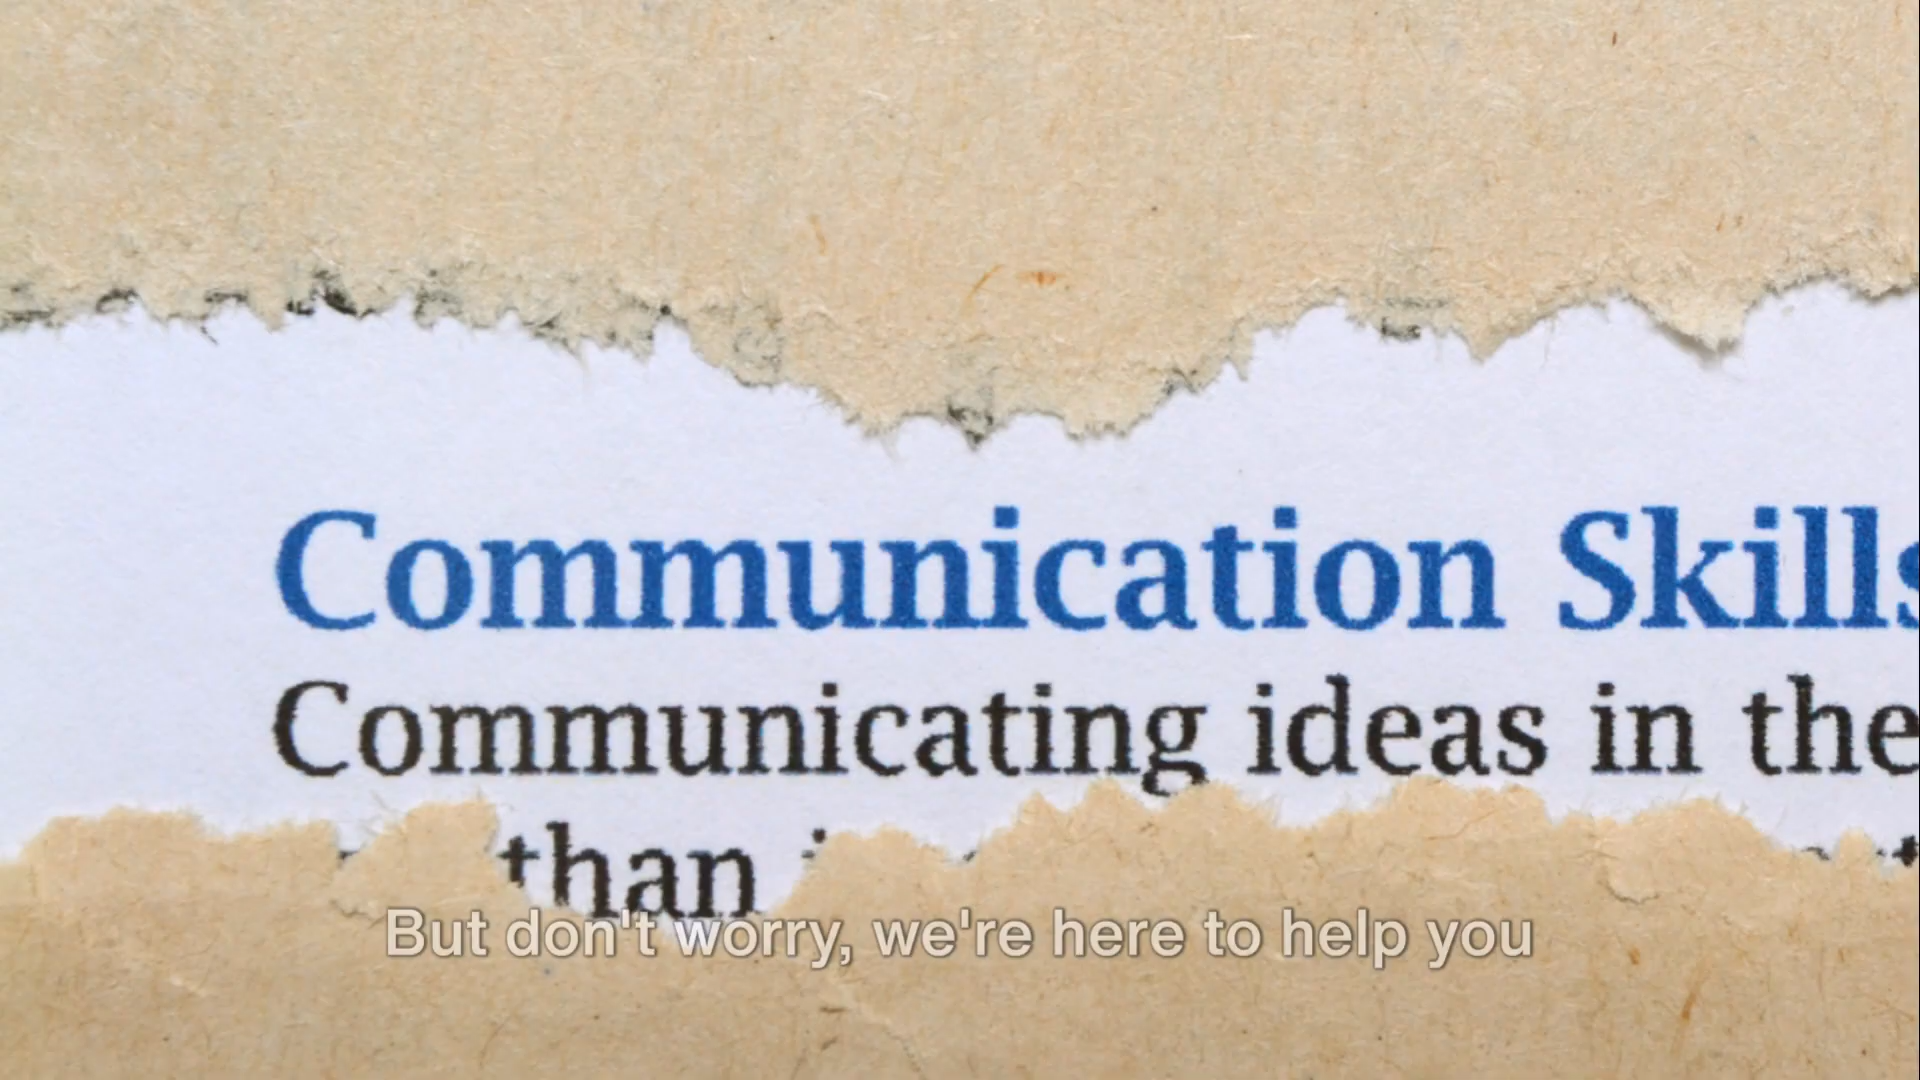 Communication Skills
Communicating ideas in the
than
But don't worry, we're here to help you